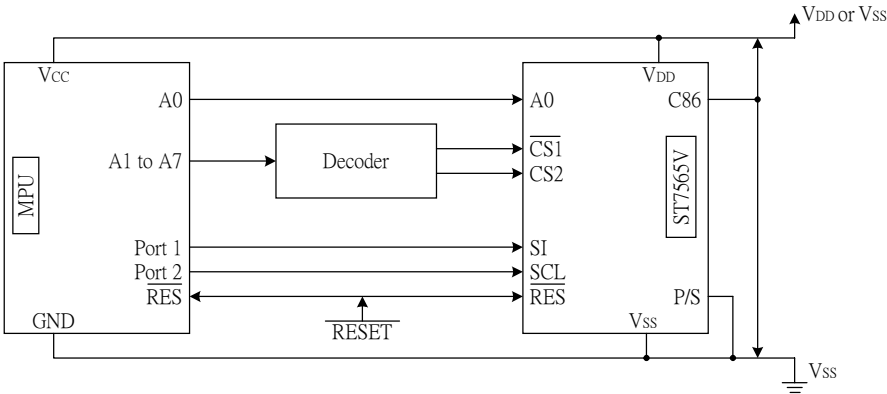 VDD or VSS
VCC
VDD
A0
A0
C86
A1 to A7
Decoder
CS1
CS2
MPU
ST7565V
Port 1
SI
Port 2
SCL
RES
RES
P/S
GND
RESET
VSS
VSS